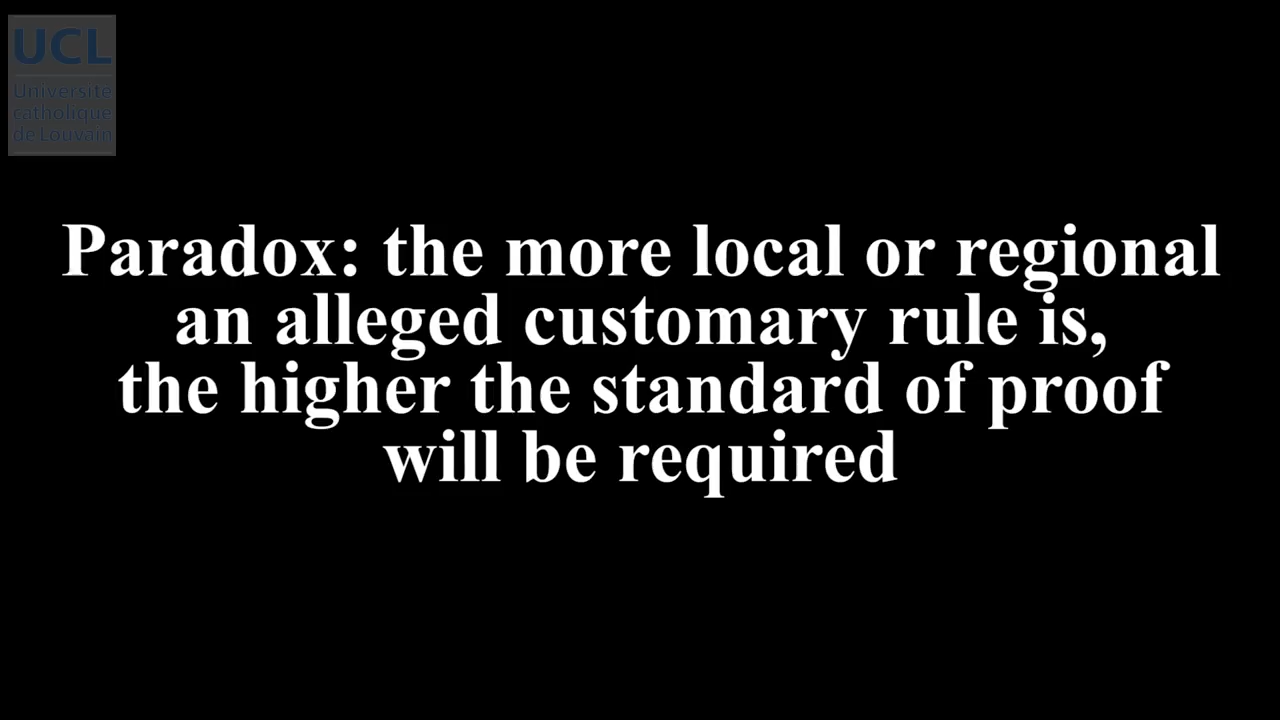 UCL
Université
catholique
de Louvain
Paradox: the more local or regional
an alleged customary rule is,
the higher the standard of proof
will be required